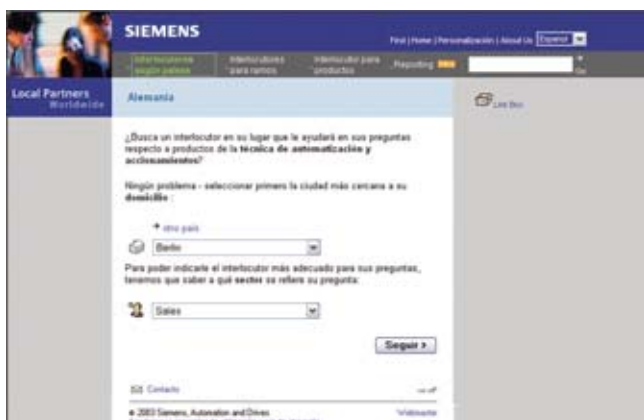 SIEMENS
Find | Home | Personalización | About Us Español
Interlocutores según países
Interlocutores para ramos
Interlocutor para productos
Reporting
Go
Local Partners
Worldwide
Alemania
Link Box
¿Busca un interlocutor en su lugar que le ayudará en sus preguntas
respecto a productos de la técnica de automatización y
accionamientos?
Ningún problema - seleccionar primero la ciudad más cercana a su
domicilio :
otro país
Berlin
Para poder indicarle el interlocutor más adecuado para sus preguntas,
tenemos que saber a qué sector se refiere su pregunta:
Sales
Seguir >
Contacto
© 2003 Siemens, Automation and Drives